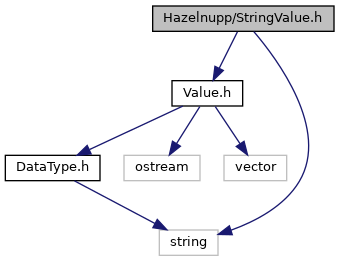 Hazelnupp/StringValue.h
Value.h
DataType.h
ostream
vector
string